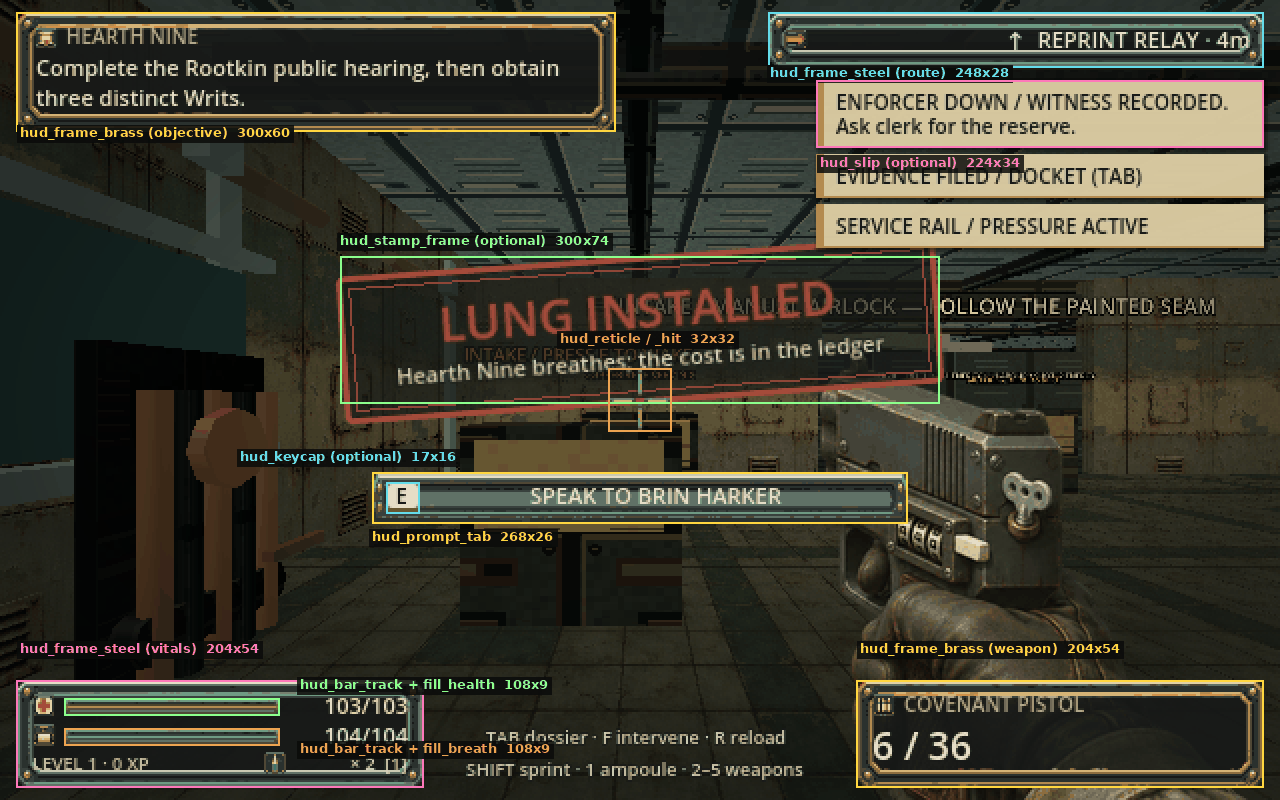 HEARTH NINE
Complete the Rootkin public hearing, then obtain
three distinct Writs.
hud_frame_brass (objective) 300x60
↑ REPRINT RELAY · 4m
hud_frame_steel (route) 248x28
ENFORCER DOWN / WITNESS RECORDED.
Ask clerk for the reserve.
hud_slip (optional) 224x34
EVIDENCE FILED / DOCKET (TAB)
SERVICE RAIL / PRESSURE ACTIVE
hud_stamp_frame (optional) 300x74
LUNG INSTALLED
MANUAL AIRLOCK — FOLLOW THE PAINTED SEAM
hud_reticle / _hit 32x32
INTAKE / PRESS
Hearth Nine breathes; the cost is in the ledger
hud_keycap (optional) 17x16
E SPEAK TO BRIN HARKER
hud_prompt_tab 268x26
hud_frame_steel (vitals) 204x54
hud_frame_brass (weapon) 204x54
hud_bar_track + fill_health 108x9
103/103
104/104
hud_bar_track + fill_breath 108x9
LEVEL 1 · 0 XP × 2 [1]
TAB dossier · F intervene · R reload
SHIFT sprint · 1 ampoule · 2–5 weapons
COVENANT PISTOL
6 / 36